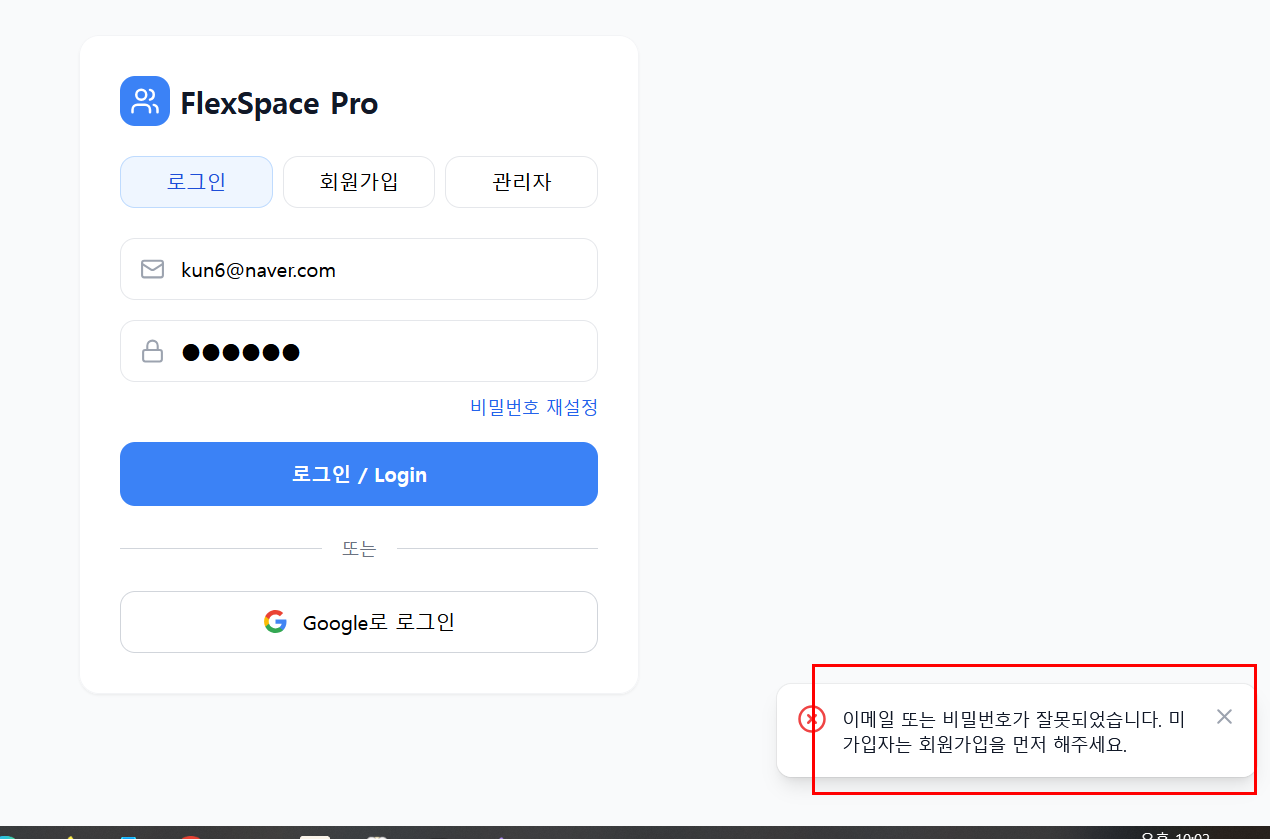 FlexSpace Pro
로그인 회원가입 관리자
kun6@naver.com
비밀번호 재설정
로그인 / Login
또는
Google로 로그인
이메일 또는 비밀번호가 잘못되었습니다. 미
가입자는 회원가입을 먼저 해주세요.